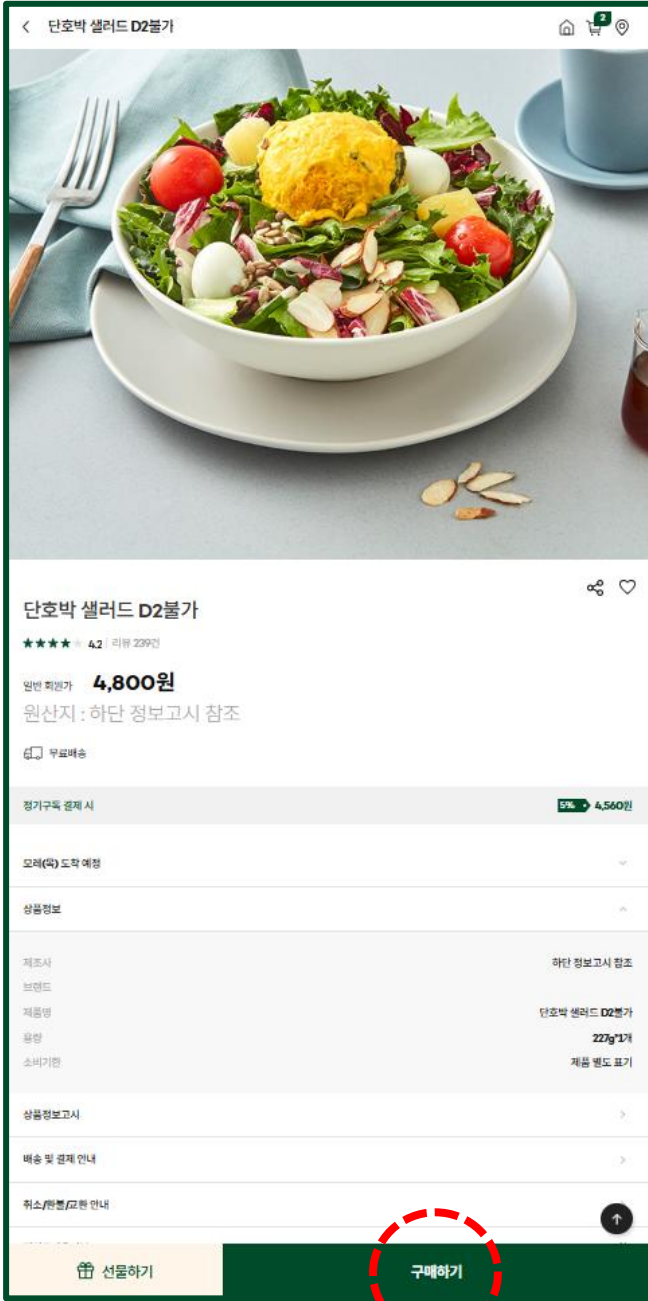 단호박 샐러드 D2불가
2
단호박 샐러드 D2불가
★★★★★ 4.2 | 리뷰 239건
일반 회원가 4,800원
원산지 : 하단 정보고시 참조
무료배송
정기구독 결제 시 5% 4,560원
모레(목) 도착 예정
상품정보
제조사 하단 정보고시 참조
브랜드
제품명 단호박 샐러드 D2불가
용량 227g*1개
소비기한 제품 별도 표기
상품정보고시
배송 및 결제 안내
취소/환불/교환 안내
선물하기 구매하기